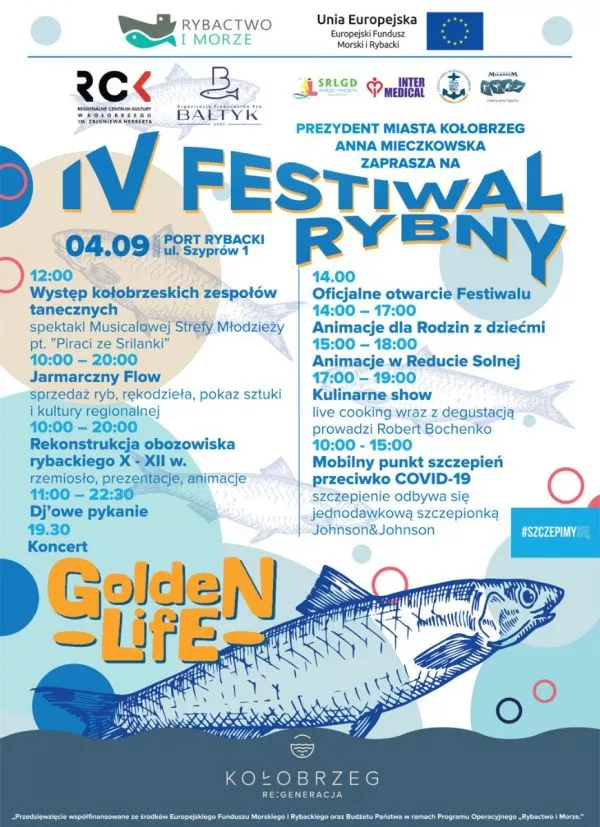 RYBACTWO
I MORZE
Unia Europejska
Europejski Fundusz
Morski i Rybacki
RCK
REGIONALNE CENTRUM KULTURY
W KOŁOBRZEGU
IM. ZBIGNIEWA HERBERTA
Organizacja Producentów Ryb
BAŁTYK
SRLGD
INTER
MEDICAL
MILENIUM
PREZYDENT MIASTA KOŁOBRZEG
ANNA MIECZKOWSKA
ZAPRASZA NA
IV FESTIWAL
RYBNY
04.09
PORT RYBACKI
ul. Szyprów 1
12:00
Występ kołobrzeskich zespołów
tanecznych
spektakl Musicalowej Strefy Młodzieży
pt. "Piraci ze Srilanki”
10:00 – 20:00
Jarmarczny Flow
sprzedaż ryb, rękodzieła, pokaz sztuki
i kultury regionalnej
10:00 – 20:00
Rekonstrukcja obozowiska
rybackiego X - XII w.
rzemiosło, prezentacje, animacje
11:00 – 22:30
Dj'owe pykanie
19.30
Koncert
GoldeN
- LifE -
14.00
Oficjalne otwarcie Festiwalu
14:00 – 17:00
Animacje dla Rodzin z dziećmi
15:00 – 18:00
Animacje w Reducie Solnej
17:00 – 19:00
Kulinarne show
live cooking wraz z degustacją
prowadzi Robert Bochenko
10:00 - 15:00
Mobilny punkt szczepień
przeciwko COVID-19
szczepienie odbywa się
jednodawkową szczepionką
Johnson&Johnson
#SZCZEPIMYSIĘ
KOŁOBRZEG
RE:GENERACJA
„Przedsięwzięcie współfinansowane ze środków Europejskiego Funduszu Morskiego i Rybackiego oraz Budżetu Państwa w ramach Programu Operacyjnego „Rybactwo i Morze."